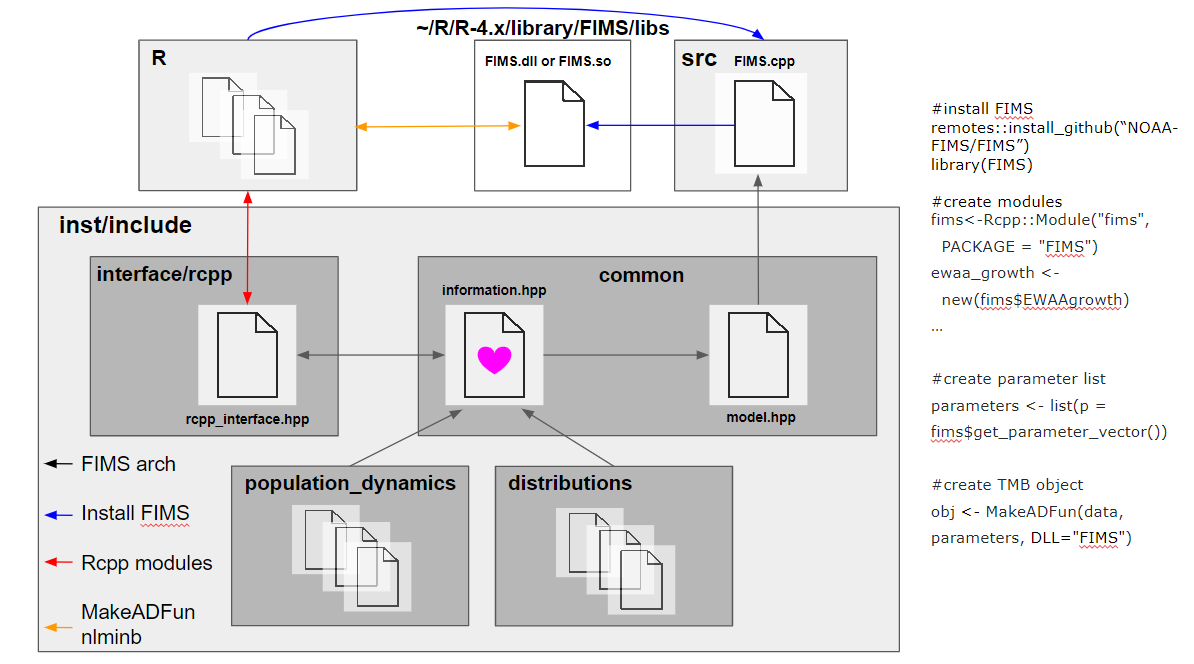 ~/R/R-4.x/library/FIMS/libs
R
FIMS.dll or FIMS.so
src
FIMS.cpp
inst/include
interface/rcpp
rcpp_interface.hpp
common
information.hpp
model.hpp
population_dynamics
distributions
FIMS arch
Install FIMS
Rcpp modules
MakeADFun
nlminb
#install FIMS
remotes::install_github(“NOAA-
FIMS/FIMS”)
library(FIMS)
#create modules
fims<-Rcpp::Module("fims",
PACKAGE = "FIMS")
ewaa_growth <-
new(fims$EWAAgrowth)
...
#create parameter list
parameters <- list(p =
fims$get_parameter_vector())
#create TMB object
obj <- MakeADFun(data,
parameters, DLL="FIMS")